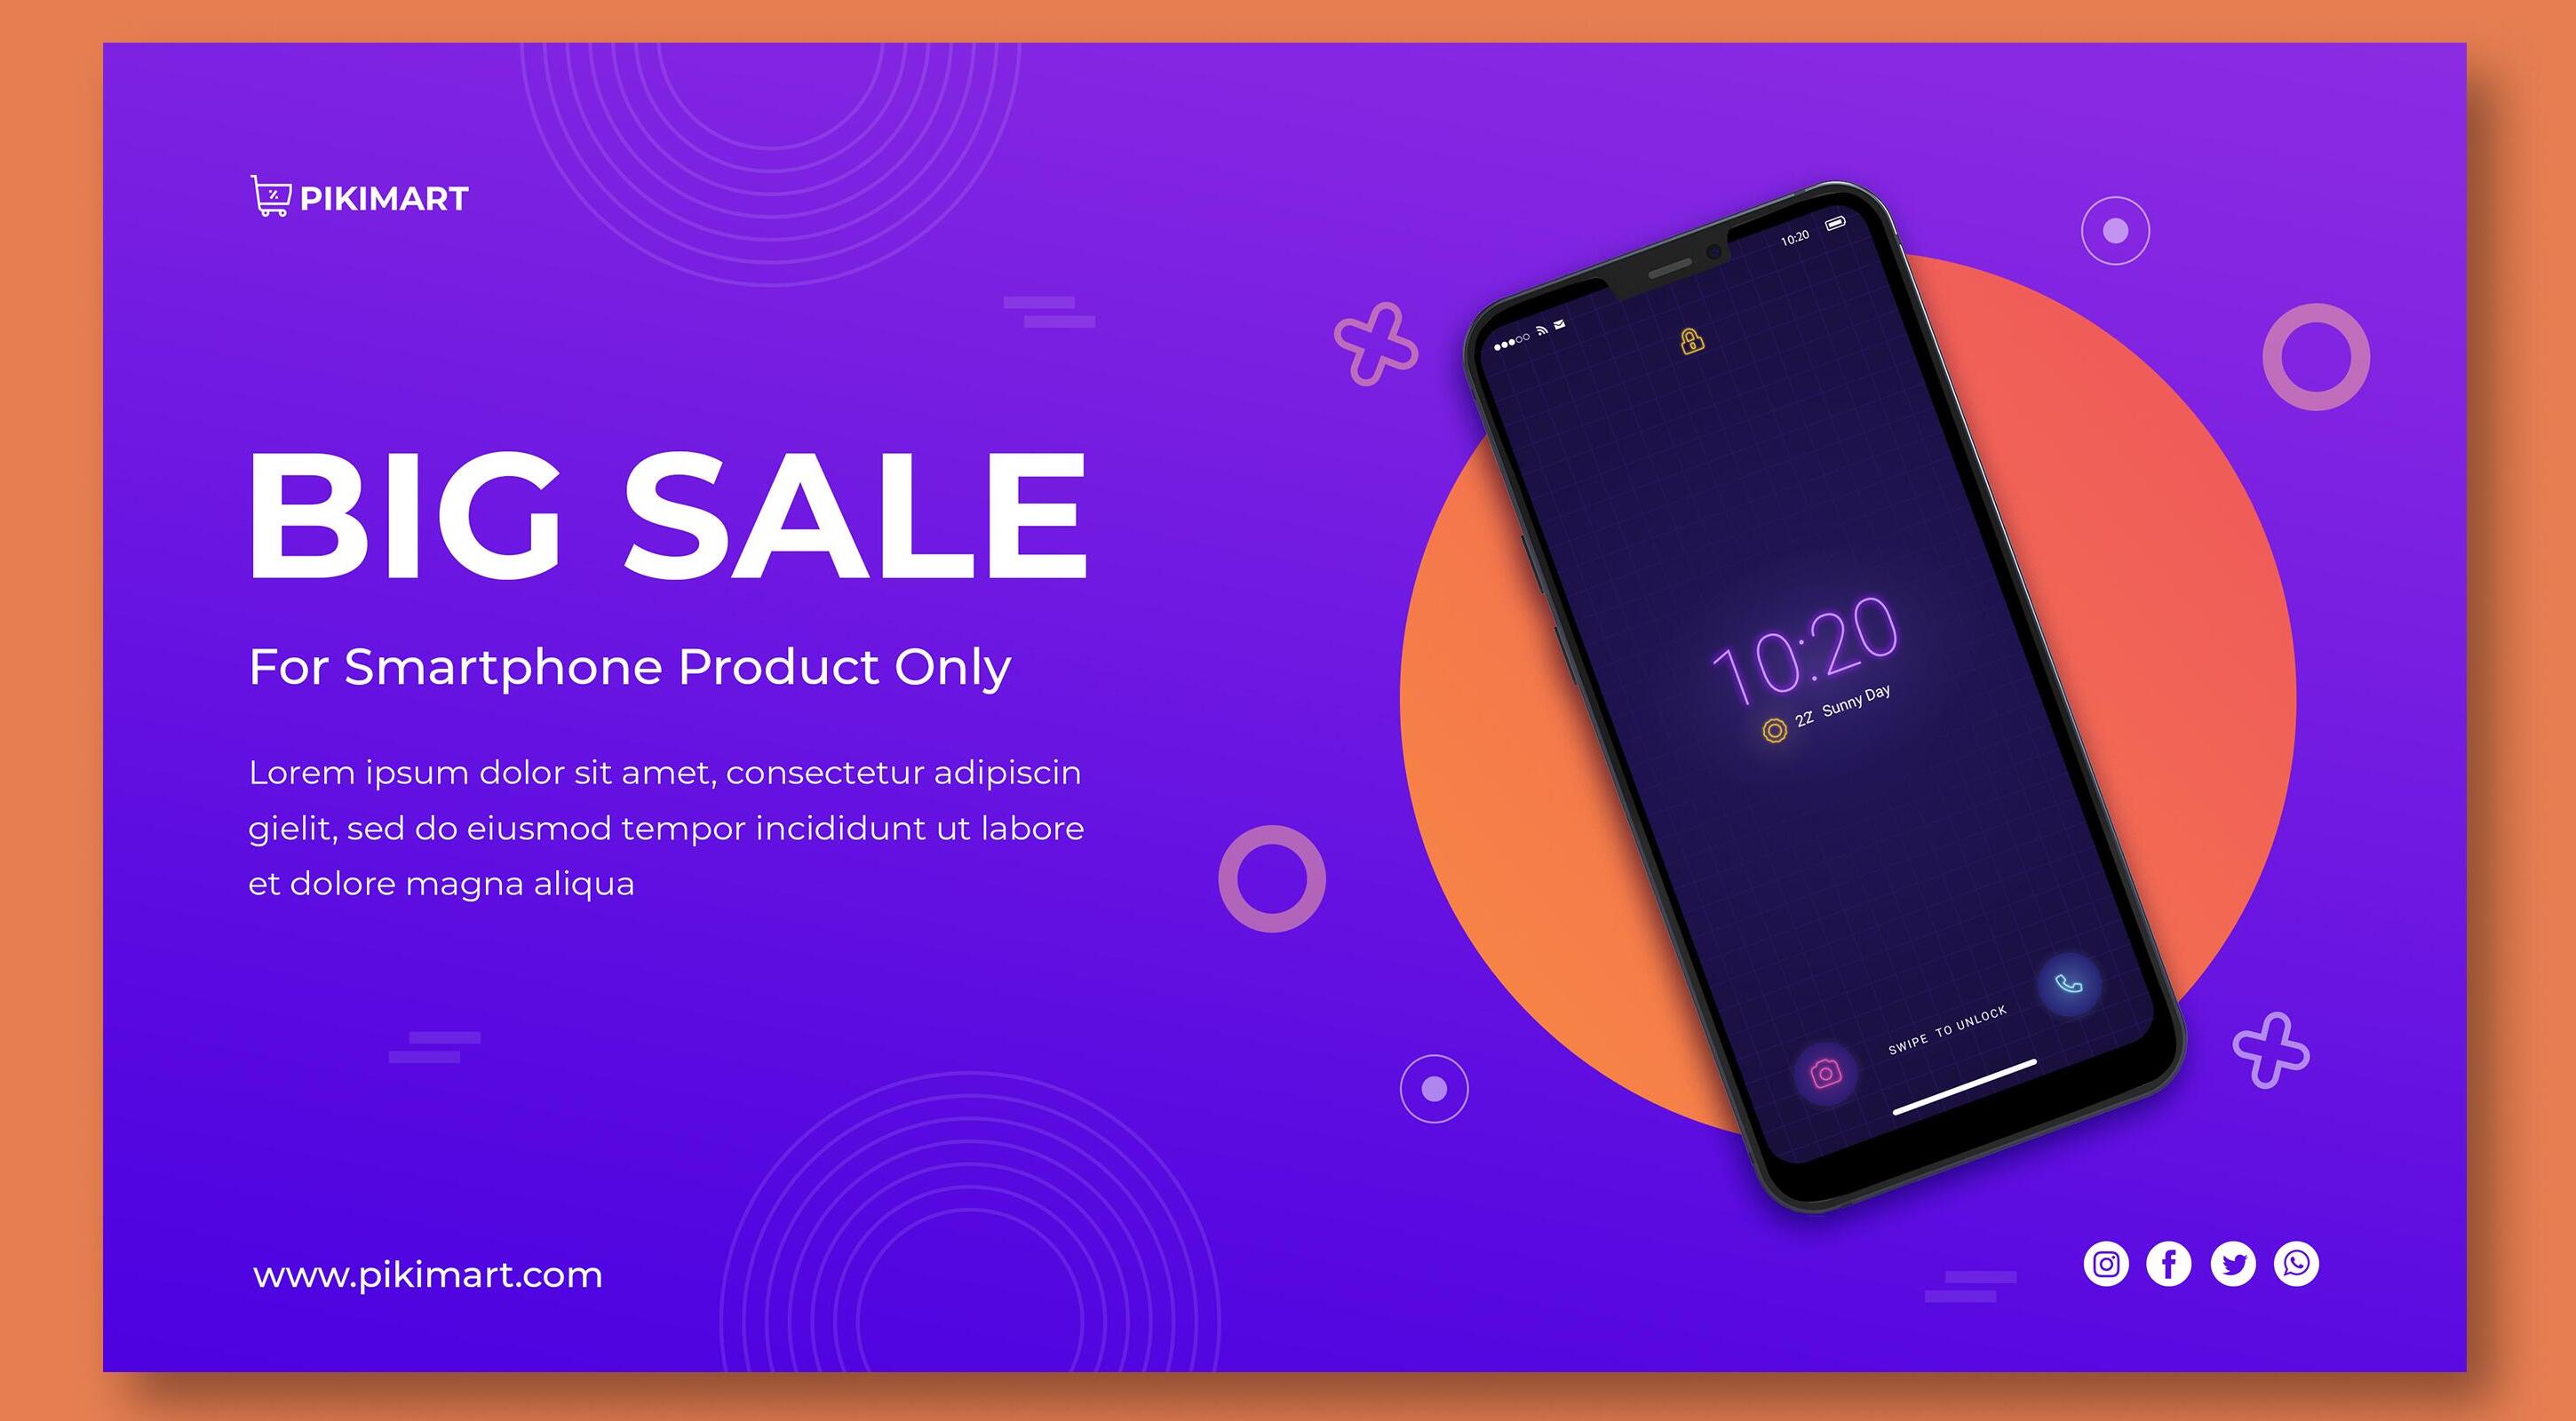 PIKIMART
BIG SALE
For Smartphone Product Only
Lorem ipsum dolor sit amet, consectetur adipiscin
gielit, sed do eiusmod tempor incididunt ut labore
et dolore magna aliqua
www.pikimart.com
10:20
10:20
22° Sunny Day
SWIPE TO UNLOCK